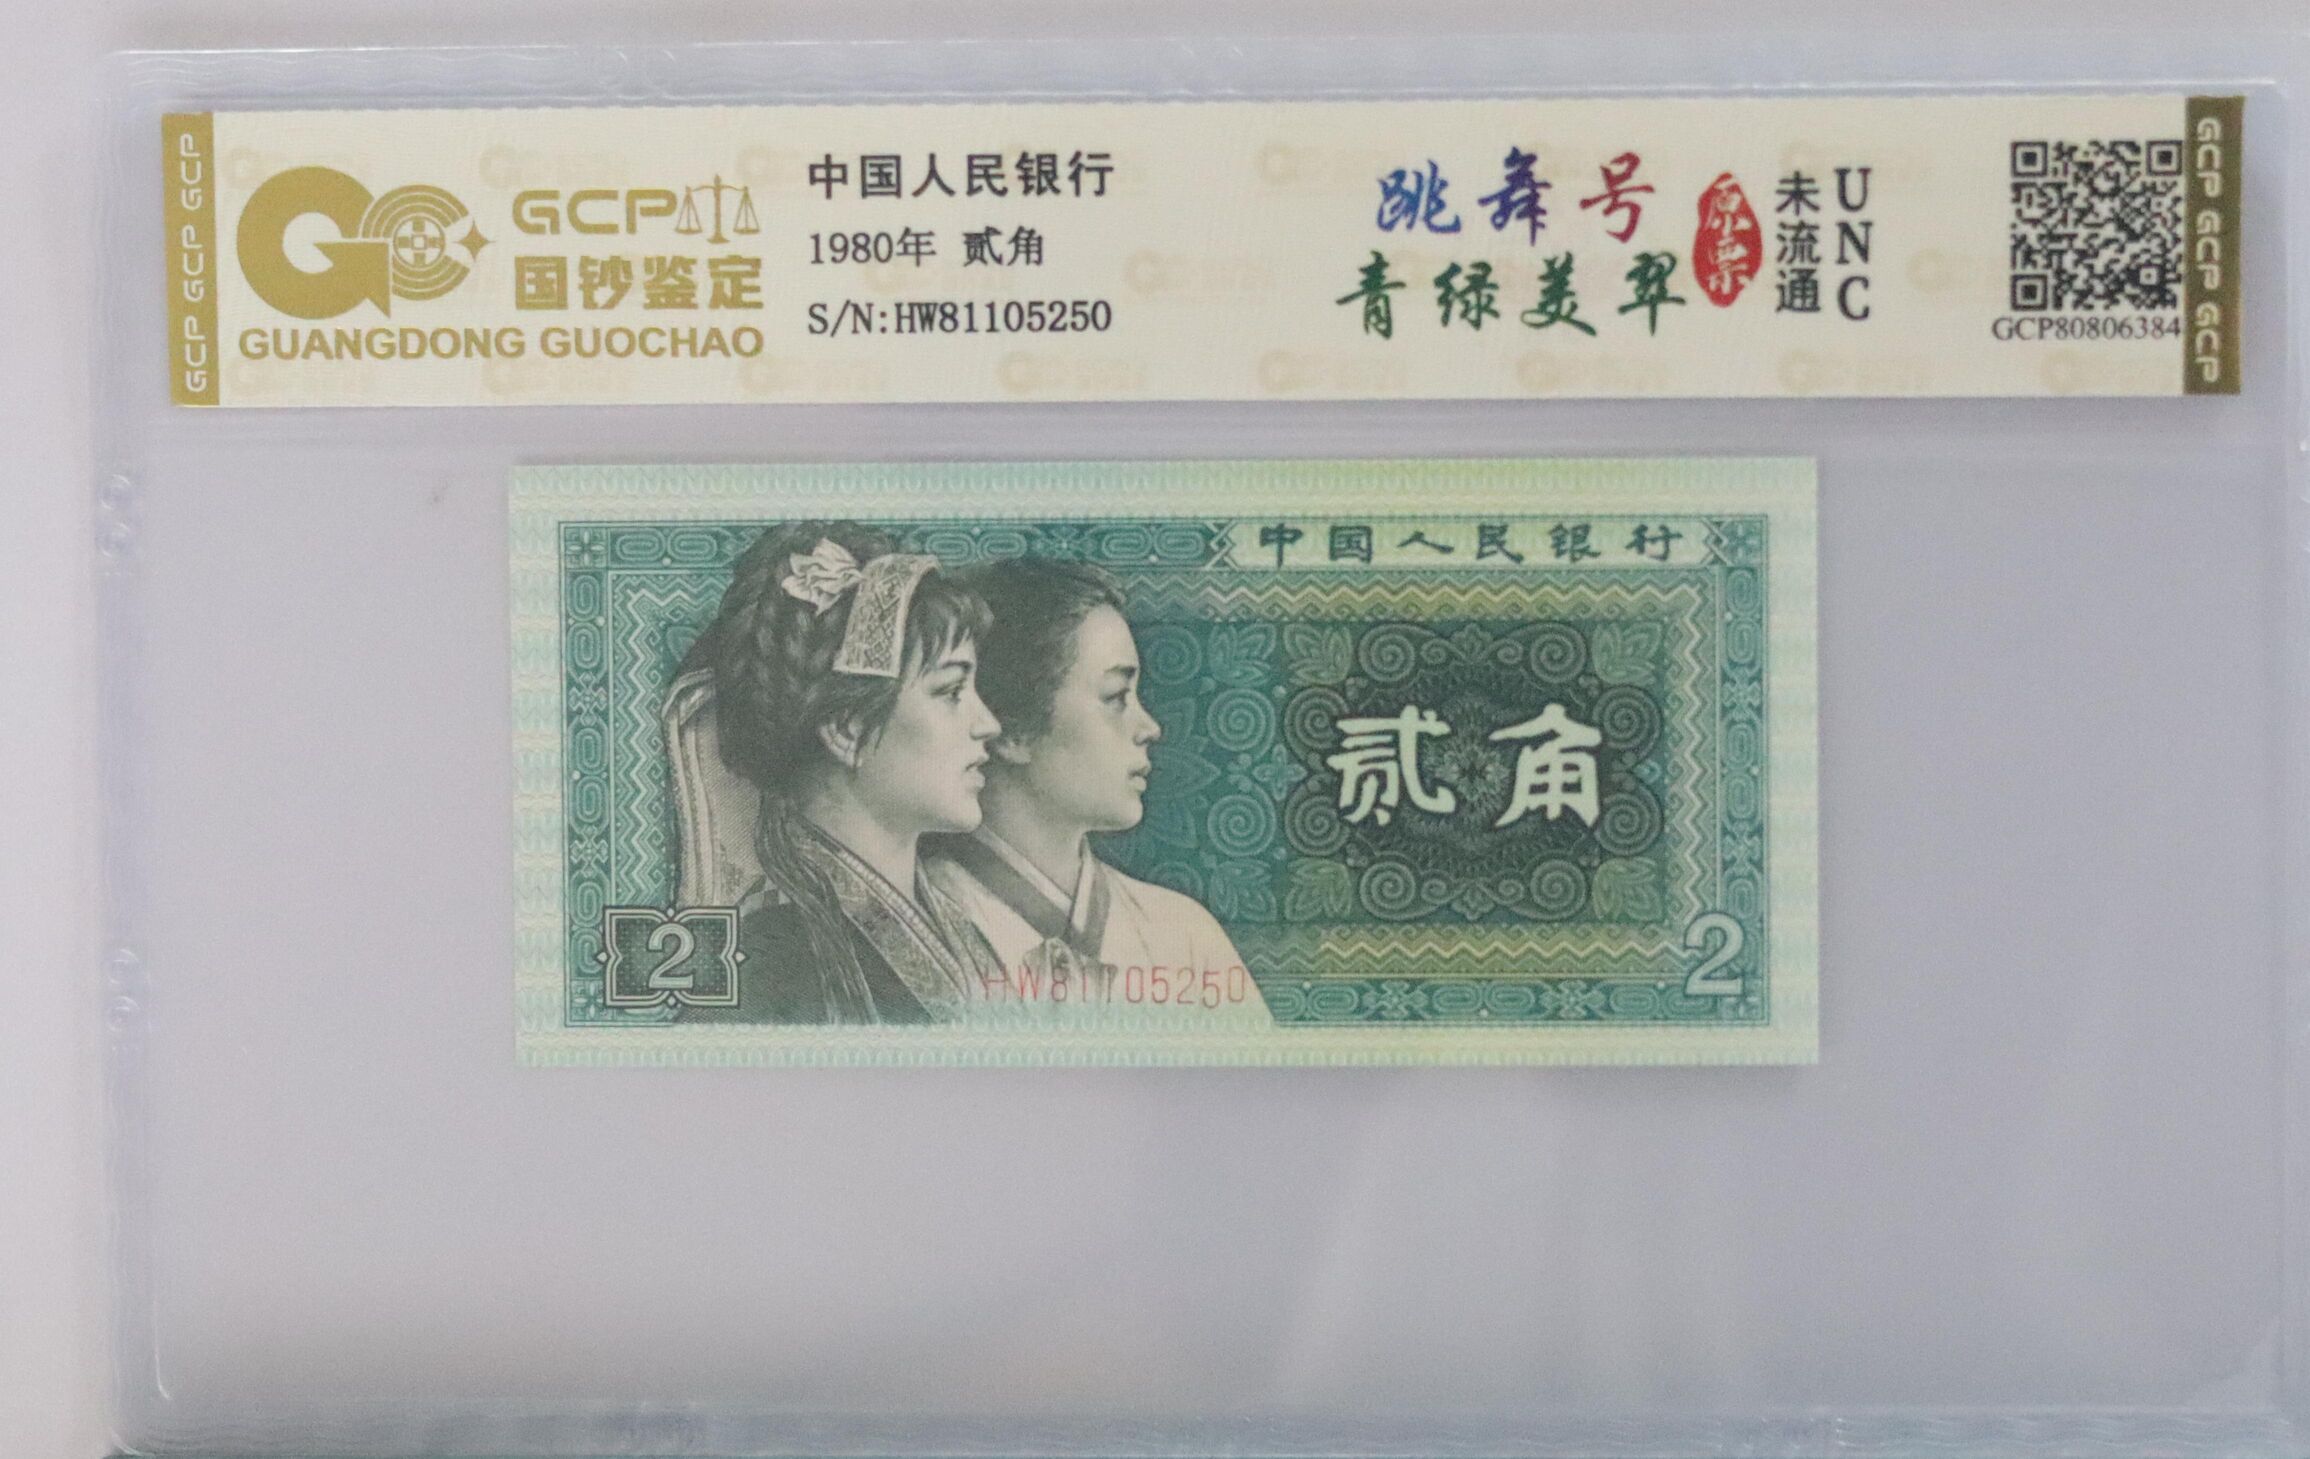 GCP GCP GCP
GCP
国钞鉴定
GUANGDONG GUOCHAO
中国人民银行
1980年 贰角
S/N:HW81105250
跳舞号
青绿美翠
原票
未流通
UNC
GCP80806384
GCP GCP GCP
中国人民银行
贰角
2
HW81105250
2